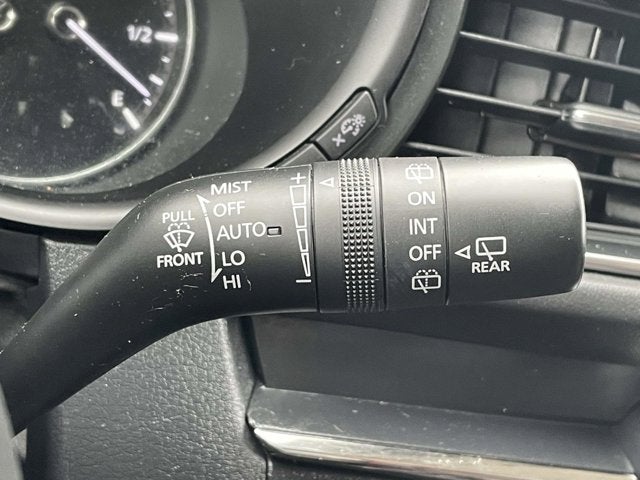 1/2
E
MIST
OFF
AUTO
LO
HI
PULL
FRONT
+
−
ON
INT
OFF
REAR